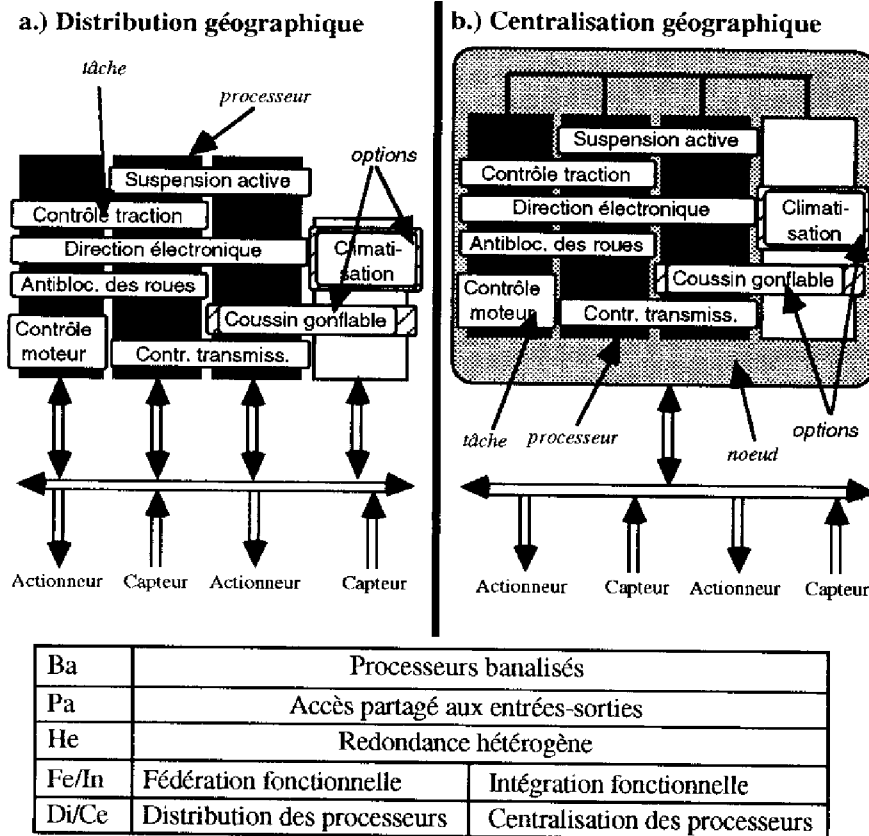 a.) Distribution géographique
tâche
processeur
options
Suspension active
Contrôle traction
Direction électronique
Climati-
sation
Antibloc. des roues
Coussin gonflable
Contrôle
moteur
Contr. transmiss.
Actionneur
Capteur
Actionneur
Capteur
b.) Centralisation géographique
Suspension active
Contrôle traction
Direction électronique
Climati-
sation
Antibloc. des roues
Coussin gonflable
Contrôle
moteur
Contr. transmiss.
tâche
processeur
noeud
options
Actionneur
Capteur
Actionneur
Capteur
Ba Processeurs banalisés
Pa Accès partagé aux entrées-sorties
He Redondance hétérogène
Fe/In Fédération fonctionnelle Intégration fonctionnelle
Di/Ce Distribution des processeurs Centralisation des processeurs